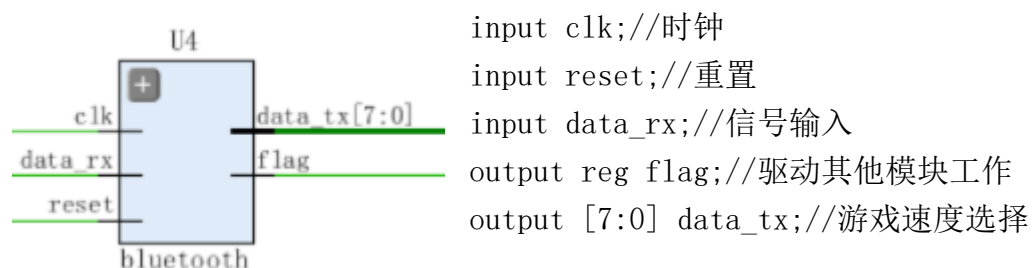 U4
clk
data_rx
reset
data_tx[7:0]
flag
bluetooth
input clk;//时钟
input reset;//重置
input data_rx;//信号输入
output reg flag;//驱动其他模块工作
output [7:0] data_tx;//游戏速度选择